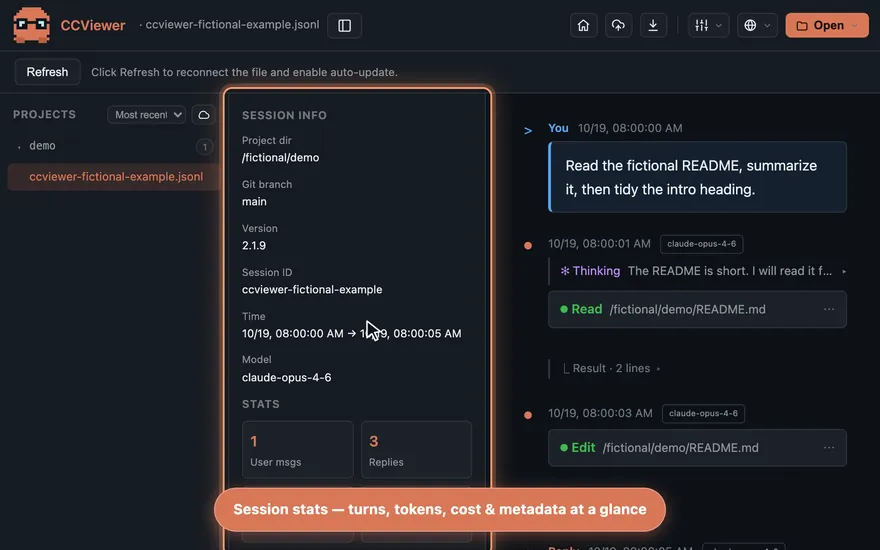 CCViewer · ccviewer-fictional-example.jsonl
Open
Refresh Click Refresh to reconnect the file and enable auto-update.
PROJECTS Most recent
demo 1
ccviewer-fictional-example.jsonl
SESSION INFO
Project dir
/fictional/demo
Git branch
main
Version
2.1.9
Session ID
ccviewer-fictional-example
Time
10/19, 08:00:00 AM → 10/19, 08:00:05 AM
Model
claude-opus-4-6
STATS
1
User msgs
3
Replies
> You 10/19, 08:00:00 AM
Read the fictional README, summarize
it, then tidy the intro heading.
10/19, 08:00:01 AM claude-opus-4-6
Thinking The README is short. I will read it f...
Read /fictional/demo/README.md ...
Result · 2 lines
10/19, 08:00:03 AM claude-opus-4-6
Edit /fictional/demo/README.md ...
Session stats — turns, tokens, cost & metadata at a glance